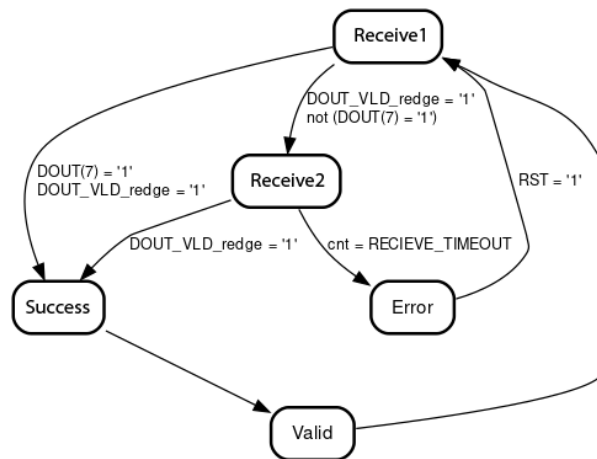 Receive1
DOUT_VLD_redge = '1'
not (DOUT(7) = '1')
DOUT(7) = '1'
DOUT_VLD_redge = '1'
RST = '1'
Receive2
DOUT_VLD_redge = '1'
cnt = RECIEVE_TIMEOUT
Success
Error
Valid